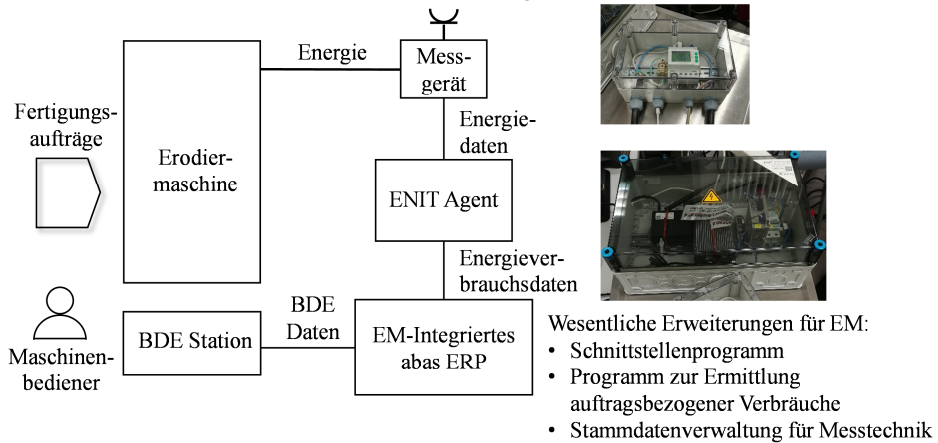 Energie
Mess-
gerät
Fertigungs-
aufträge
Erodier-
maschine
Energie-
daten
ENIT Agent
Energiever-
brauchsdaten
BDE
Daten
BDE Station
EM-Integriertes
abas ERP
Maschinen-
bediener
Wesentliche Erweiterungen für EM:
• Schnittstellenprogramm
• Programm zur Ermittlung
auftragsbezogener Verbräuche
• Stammdatenverwaltung für Messtechnik